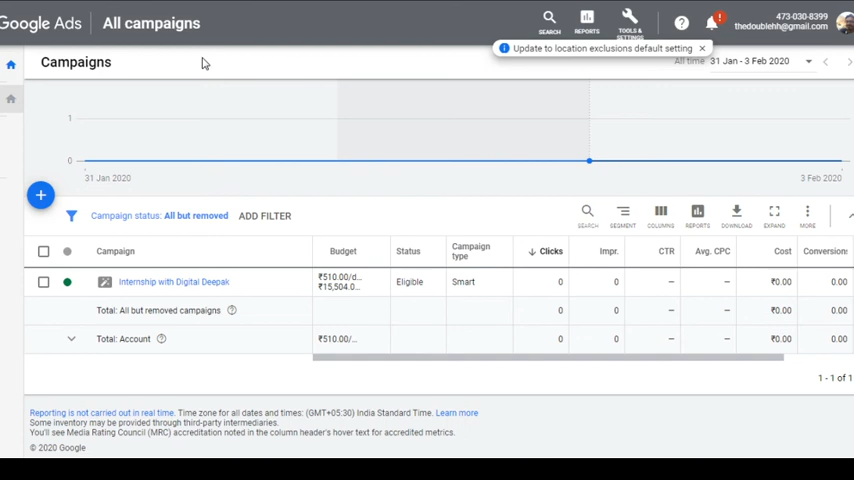 Google Ads
All campaigns
SEARCH
REPORTS
TOOLS &
SETTINGS
473-030-8399
thedoublehh@gmail.com
Update to location exclusions default setting
Campaigns
All time
31 Jan - 3 Feb 2020
1
0
31 Jan 2020
3 Feb 2020
Campaign status: All but removed
ADD FILTER
SEARCH
SEGMENT
COLUMNS
REPORTS
DOWNLOAD
EXPAND
MORE
Campaign
Budget
Status
Campaign
type
Clicks
Impr.
CTR
Avg. CPC
Cost
Conversions
Internship with Digital Deepak
₹510.00/d...
₹15,504.0...
Eligible
Smart
0
0
–
–
₹0.00
0.00
Total: All but removed campaigns
0
0
–
–
₹0.00
0.00
Total: Account
₹510.00/...
0
0
–
–
₹0.00
0.00
1 - 1 of 1
Reporting is not carried out in real time. Time zone for all dates and times: (GMT+05:30) India Standard Time. Learn more
Some inventory may be provided through third-party intermediaries.
You'll see Media Rating Council (MRC) accreditation noted in the column header's hover text for accredited metrics.
© 2020 Google